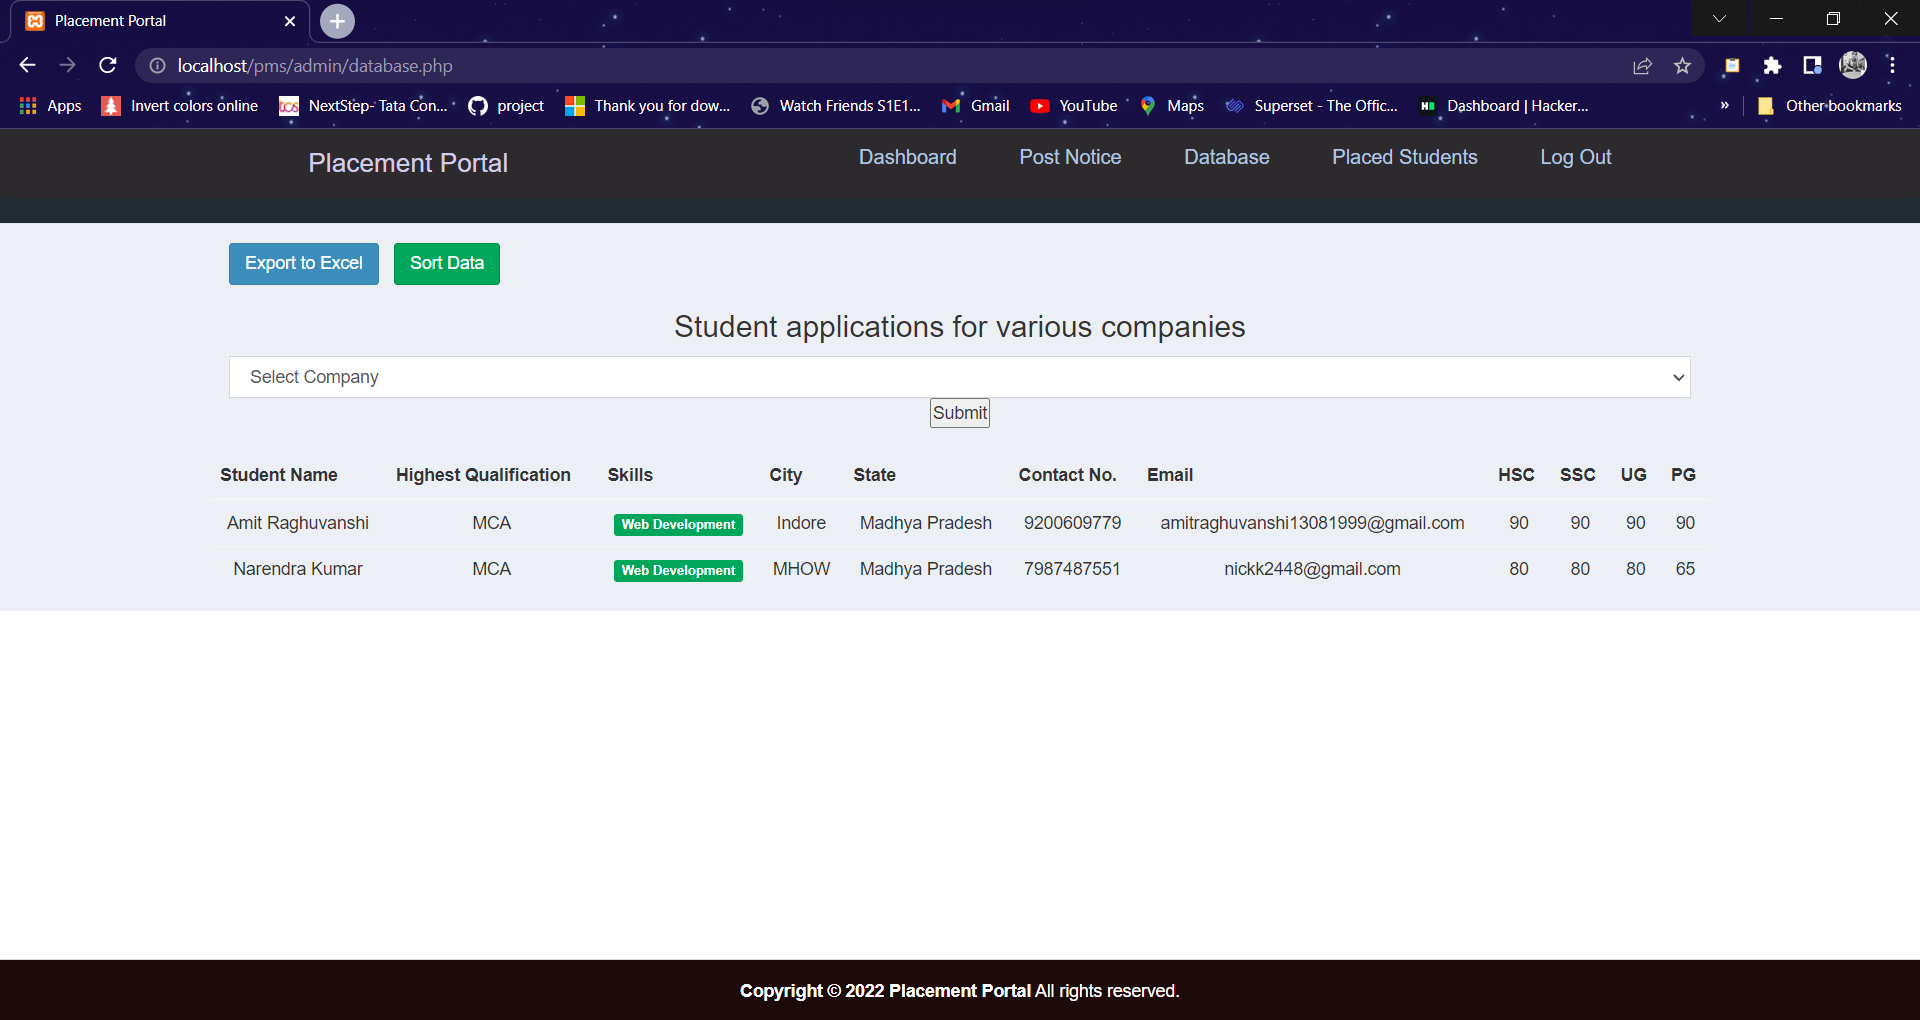 Placement Portal
localhost/pms/admin/database.php
Apps Invert colors online NextStep- Tata Con... project Thank you for dow... Watch Friends S1E1... Gmail YouTube Maps Superset - The Offic... Dashboard | Hacker... » Other bookmarks
Placement Portal Dashboard Post Notice Database Placed Students Log Out
Export to Excel Sort Data
Student applications for various companies
Select Company
Submit
Student Name Highest Qualification Skills City State Contact No. Email HSC SSC UG PG
Amit Raghuvanshi MCA Web Development Indore Madhya Pradesh 9200609779 amitraghuvanshi13081999@gmail.com 90 90 90 90
Narendra Kumar MCA Web Development MHOW Madhya Pradesh 7987487551 nickk2448@gmail.com 80 80 80 65
Copyright © 2022 Placement Portal All rights reserved.